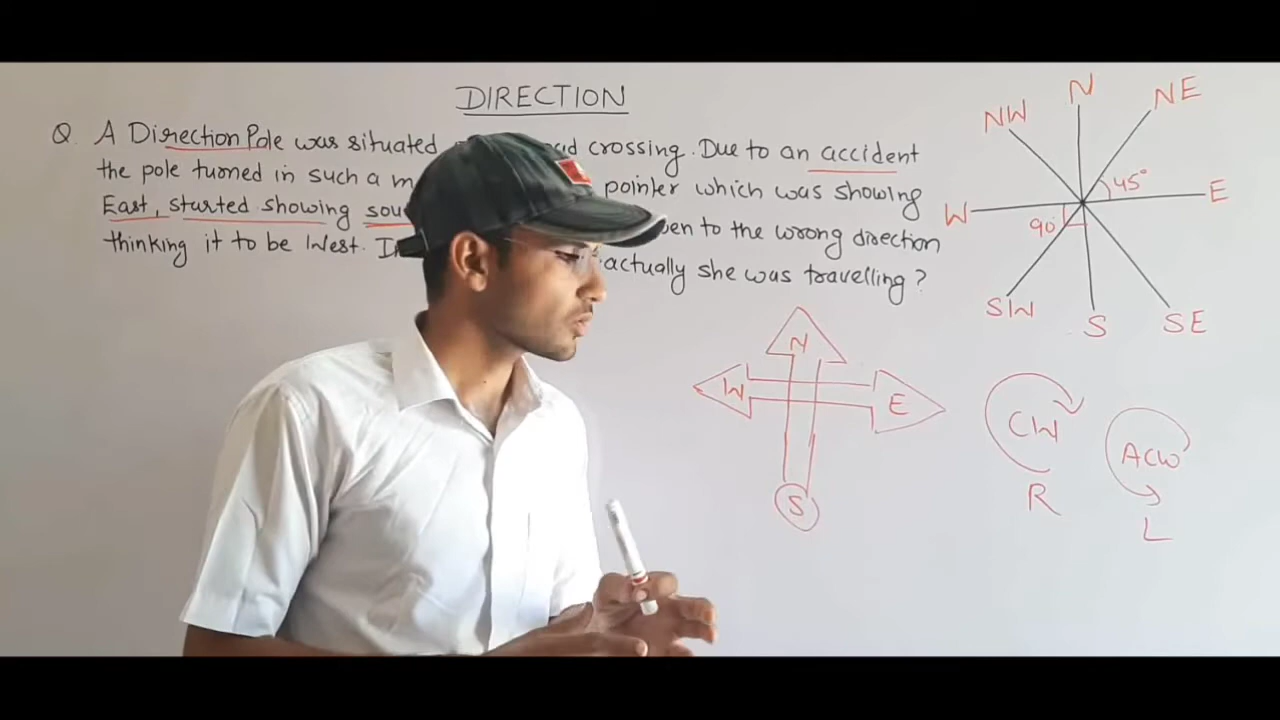 DIRECTION
Q. A Direction Pole was situated crossing. Due to an accident
the pole turned in such a pointer which was showing
East, started showing
thinking it to be West. to the wrong direction
actually she was travelling?
N
NE
E
SE
S
SW
W
NW
45°
90°
N
W
E
S
CW
R
ACW
L